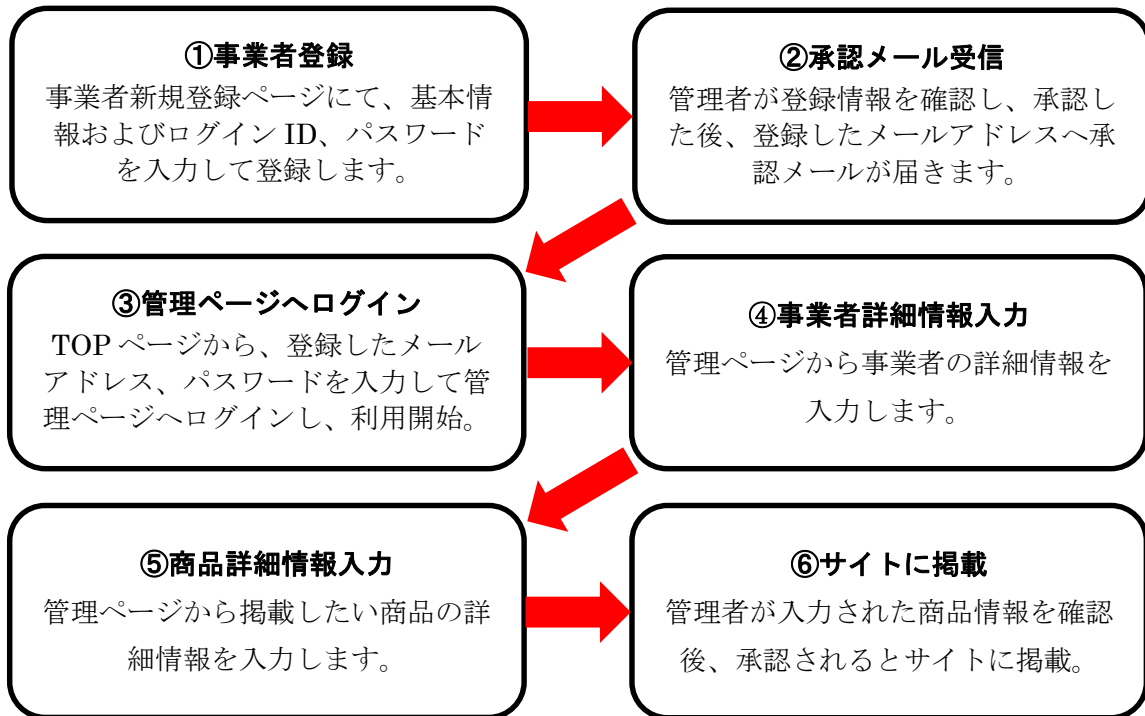 ①事業者登録
事業者新規登録ページにて、基本情
報およびログイン ID、パスワード
を入力して登録します。
②承認メール受信
管理者が登録情報を確認し、承認し
た後、登録したメールアドレスへ承
認メールが届きます。
③管理ページへログイン
TOP ページから、登録したメール
アドレス、パスワードを入力して管
理ページへログインし、利用開始。
④事業者詳細情報入力
管理ページから事業者の詳細情報を
入力します。
⑤商品詳細情報入力
管理ページから掲載したい商品の詳
細情報を入力します。
⑥サイトに掲載
管理者が入力された商品情報を確認
後、承認されるとサイトに掲載。